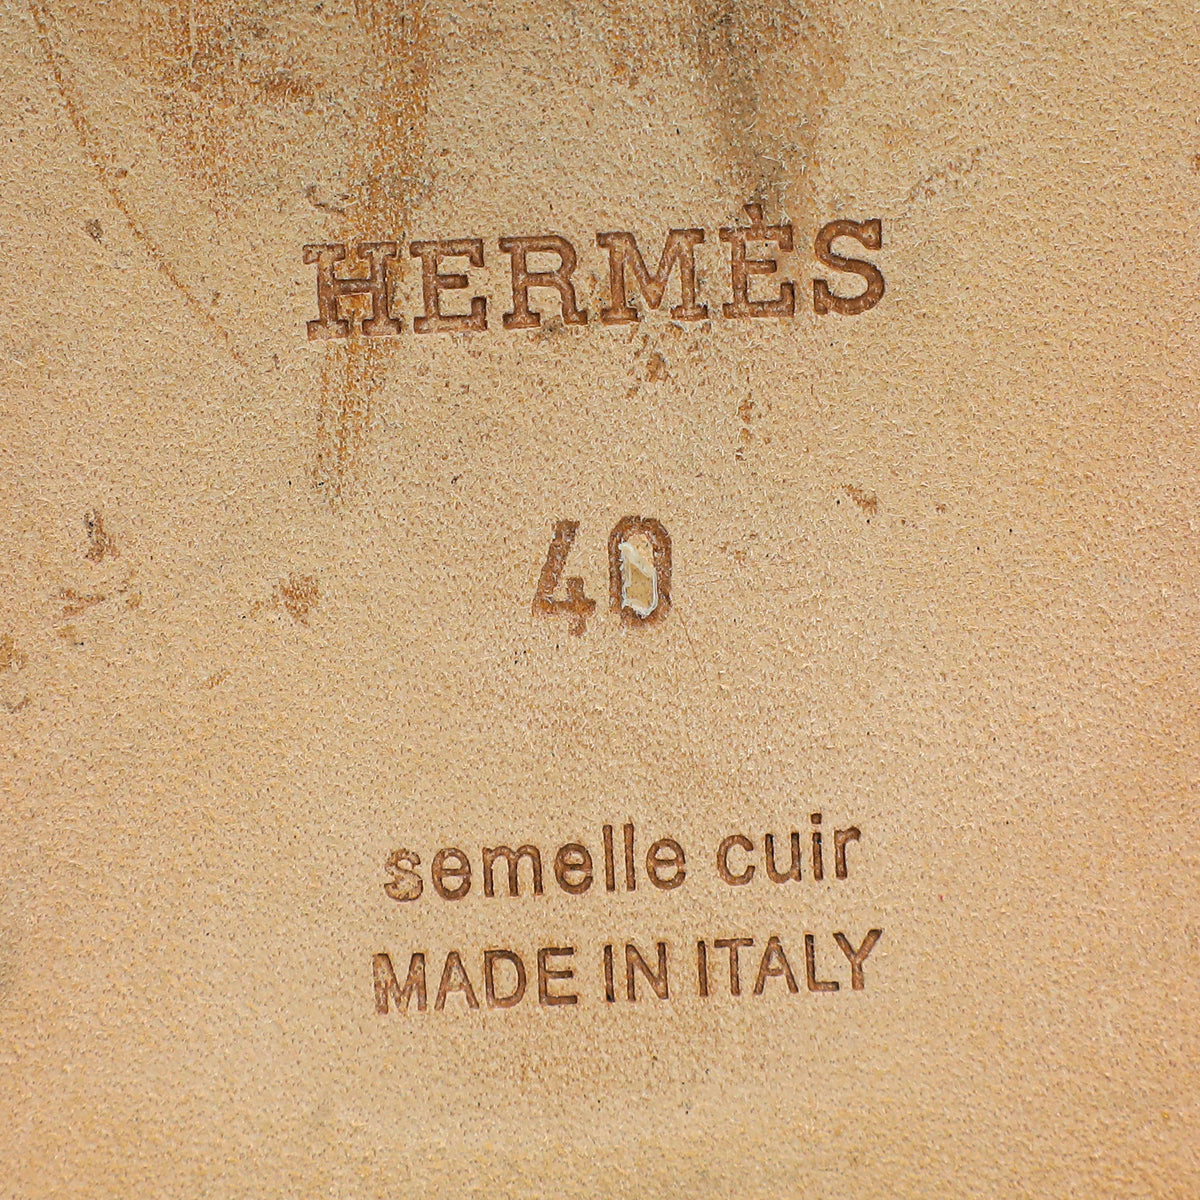 HERMÈS
40
semelle cuir
MADE IN ITALY